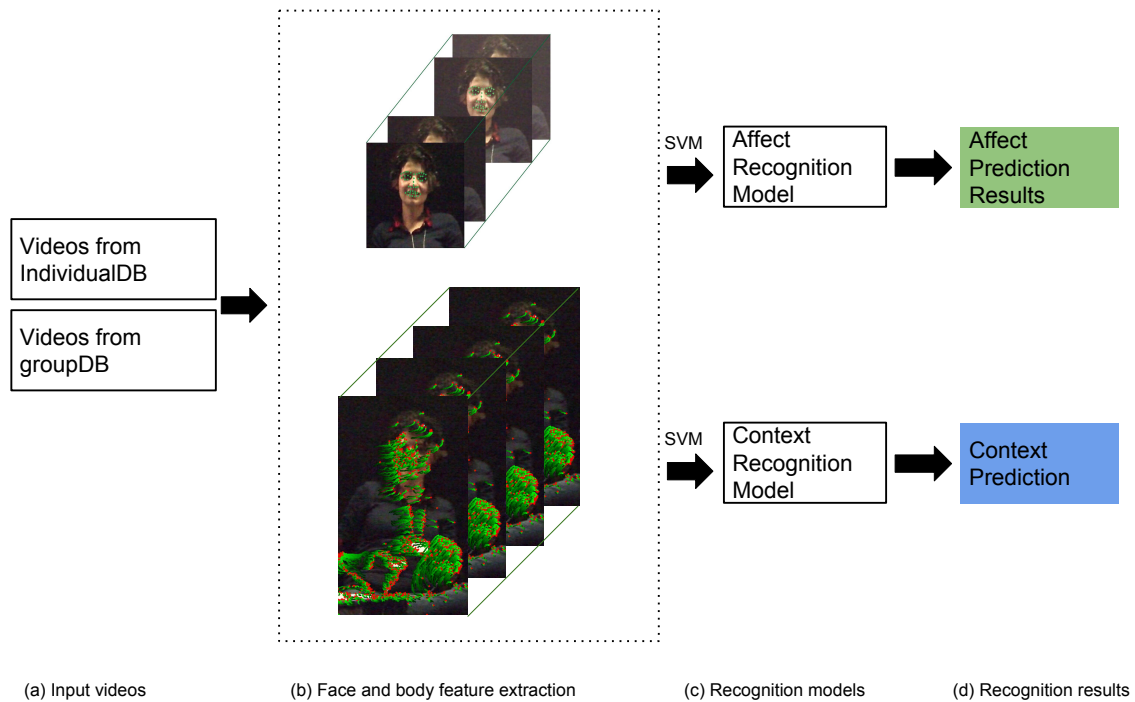 Videos from
IndividualDB
Videos from
groupDB
SVM
Affect
Recognition
Model
Affect
Prediction
Results
SVM
Context
Recognition
Model
Context
Prediction
(a) Input videos
(b) Face and body feature extraction
(c) Recognition models
(d) Recognition results